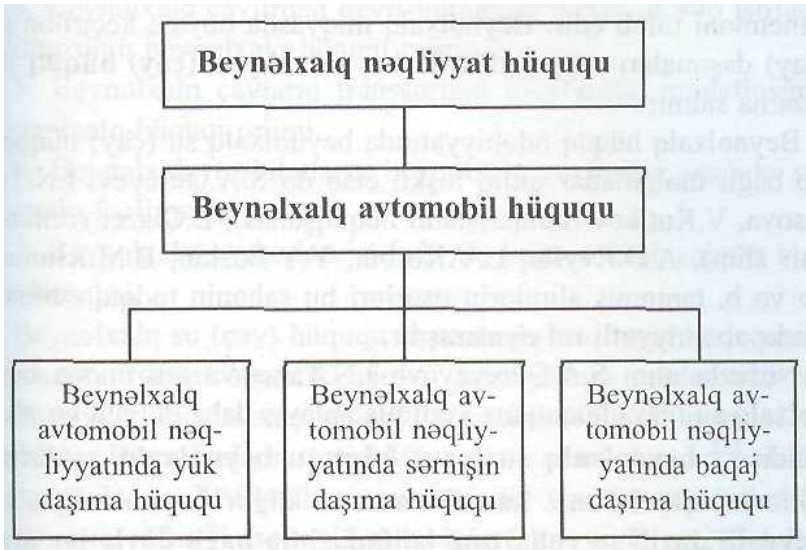 Beynəlxalq nəqliyyat hüququ
Beynəlxalq avtomobil hüququ
Beynəlxalq
avtomobil nəq-
liyyatında yük
daşıma hüququ
Beynəlxalq av-
tomobil nəqliy-
yatında sərnişin
daşıma hüququ
Beynəlxalq av-
tomobil nəqliy-
yatında baqaj
daşıma hüququ